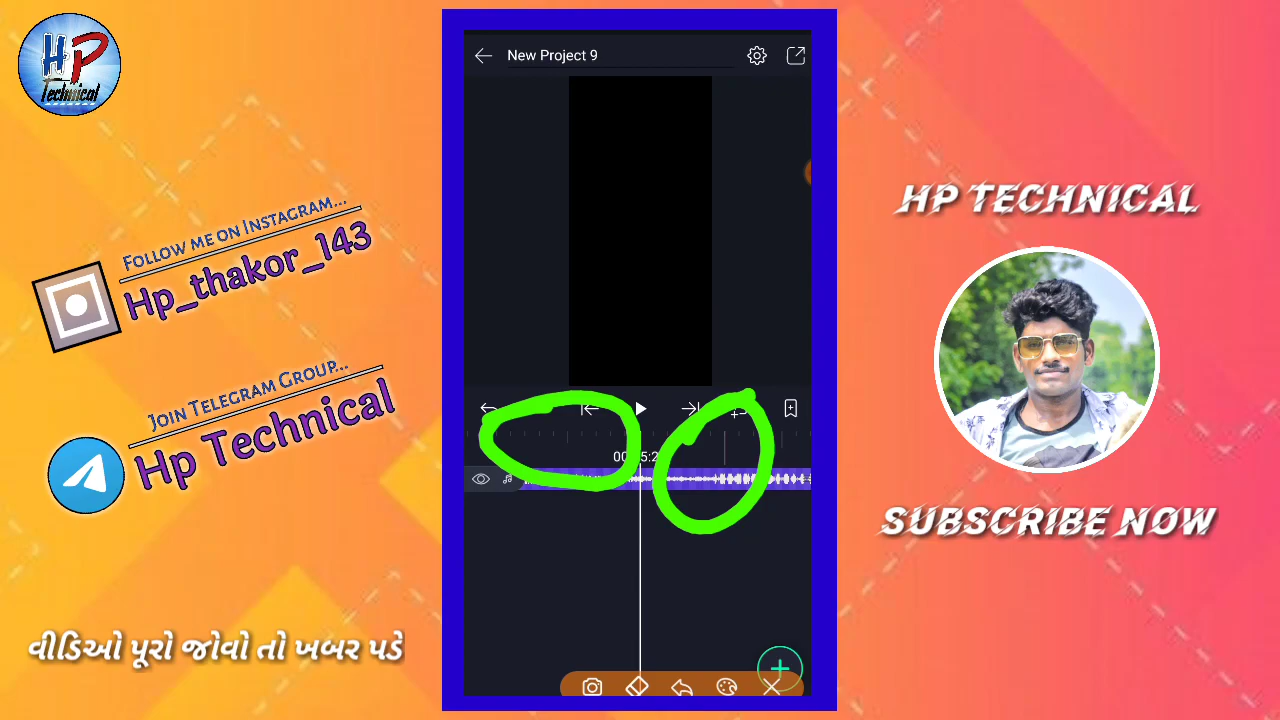 HP
Technical
New Project 9
Follow me on Instagram...
Hp_thakor_143
Join Telegram Group...
Hp Technical
HP TECHNICAL
SUBSCRIBE NOW
વીડિઓ પૂરો જોવો તો ખબર પડે